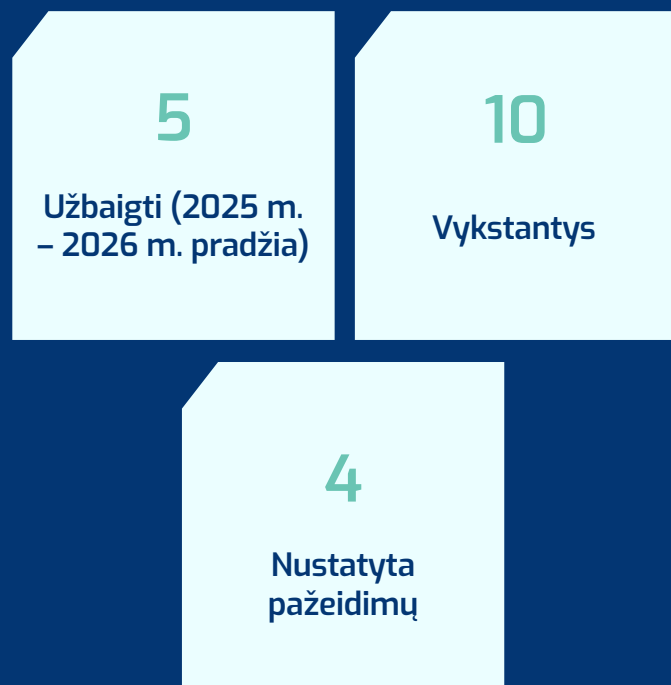 5
Užbaigti (2025 m.
– 2026 m. pradžia)
10
Vykstantys
4
Nustatyta
pažeidimų